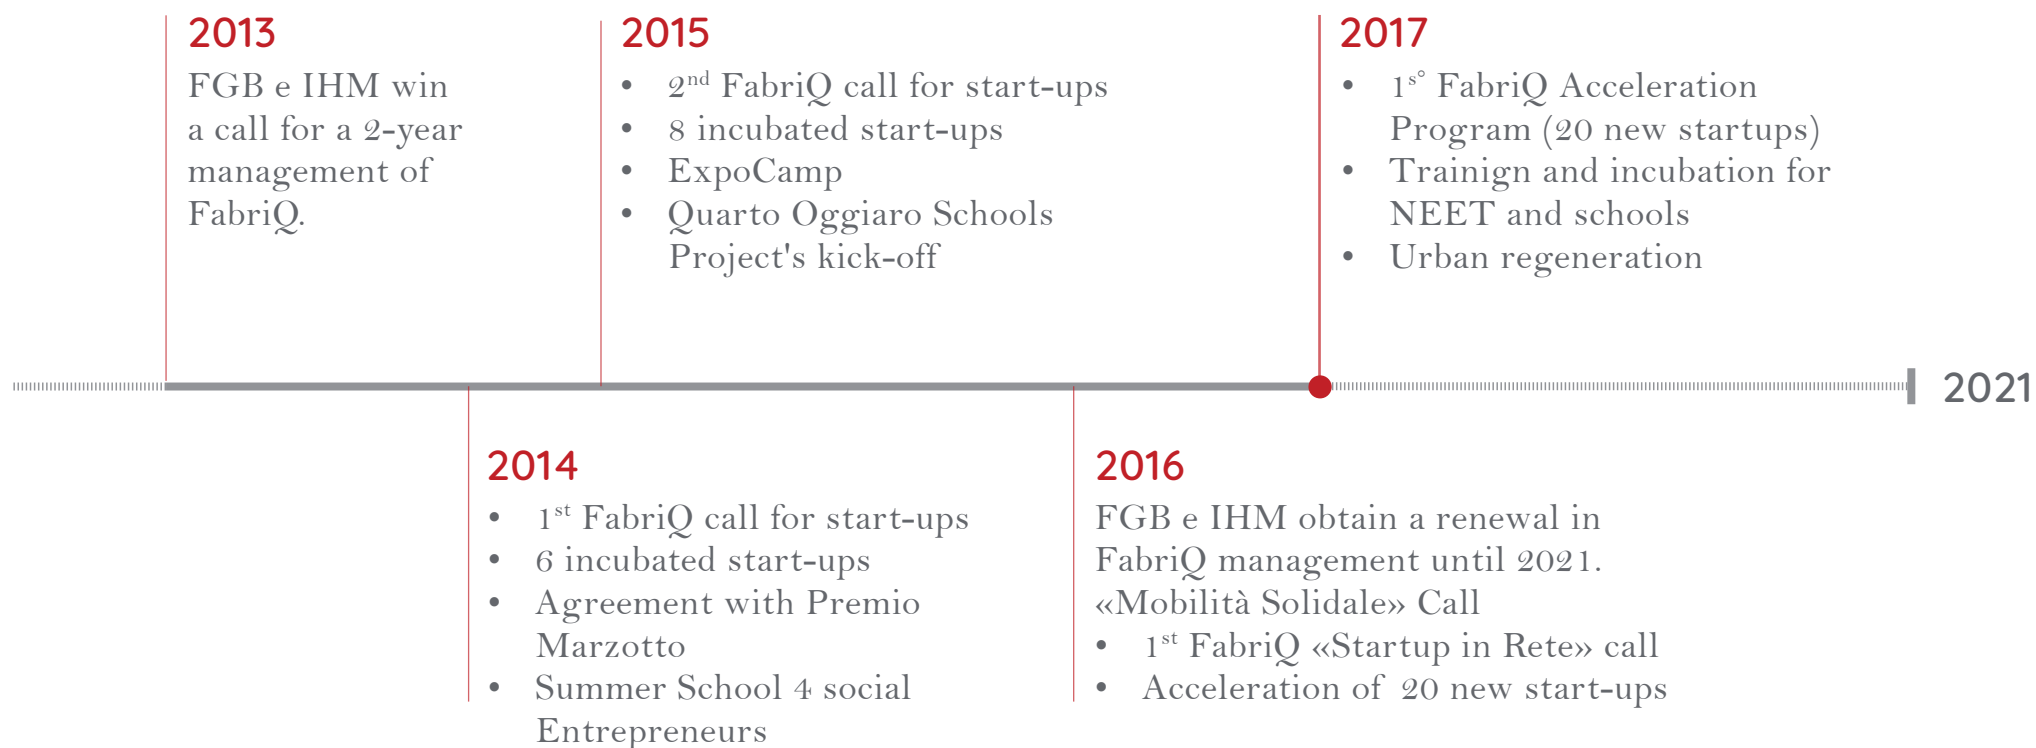 2013
FGB e IHM win
a call for a 2-year
management of
FabriQ.
2015
• 2nd FabriQ call for start-ups
• 8 incubated start-ups
• ExpoCamp
• Quarto Oggiaro Schools
Project's kick-off
2017
• 1s° FabriQ Acceleration
Program (20 new startups)
• Trainign and incubation for
NEET and schools
• Urban regeneration
2021
2014
• 1st FabriQ call for start-ups
• 6 incubated start-ups
• Agreement with Premio
Marzotto
• Summer School 4 social
Entrepreneurs
2016
FGB e IHM obtain a renewal in
FabriQ management until 2021.
«Mobilità Solidale» Call
• 1st FabriQ «Startup in Rete» call
• Acceleration of 20 new start-ups